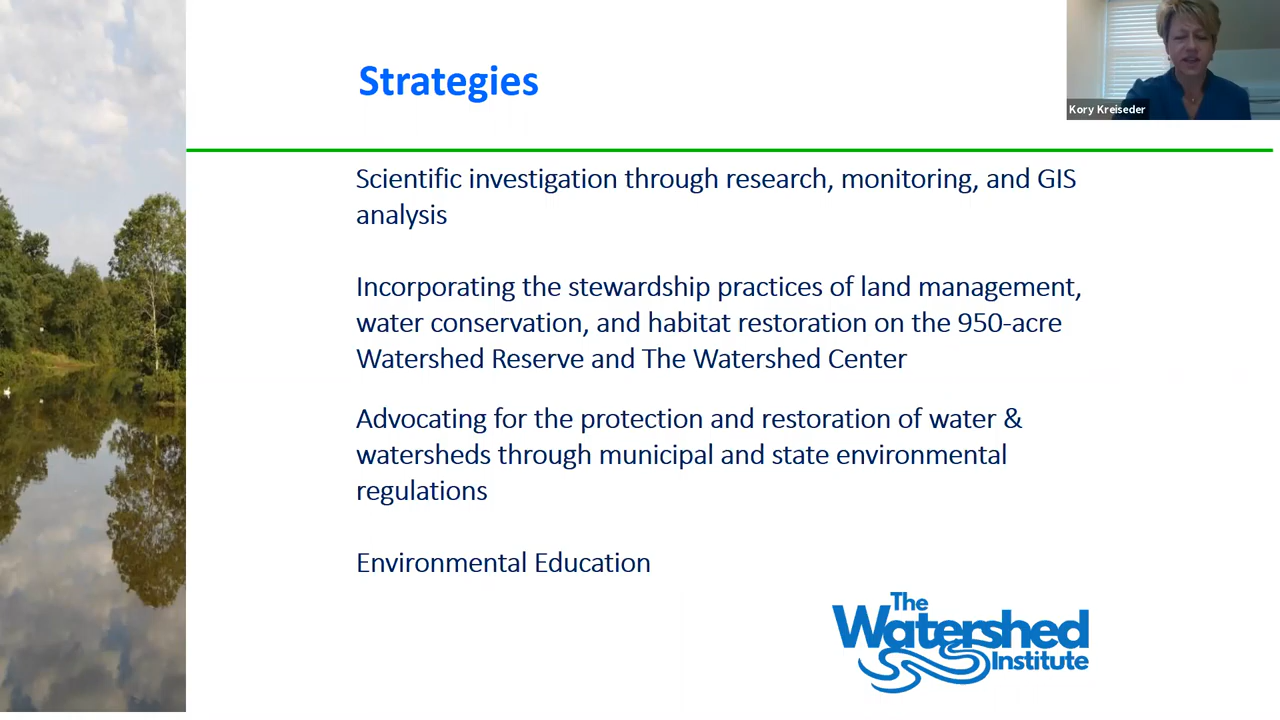 Strategies
Kory Kreiseder
Scientific investigation through research, monitoring, and GIS
analysis
Incorporating the stewardship practices of land management,
water conservation, and habitat restoration on the 950-acre
Watershed Reserve and The Watershed Center
Advocating for the protection and restoration of water &
watersheds through municipal and state environmental
regulations
Environmental Education
The
Watershed
Institute